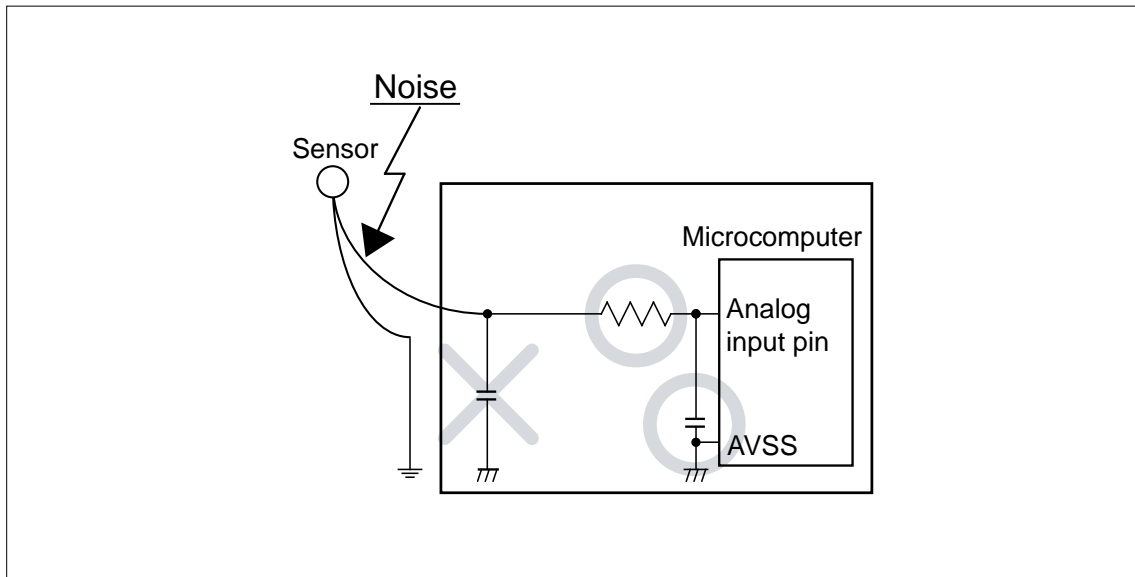 Noise
Sensor
Microcomputer
Analog
input pin
AVSS